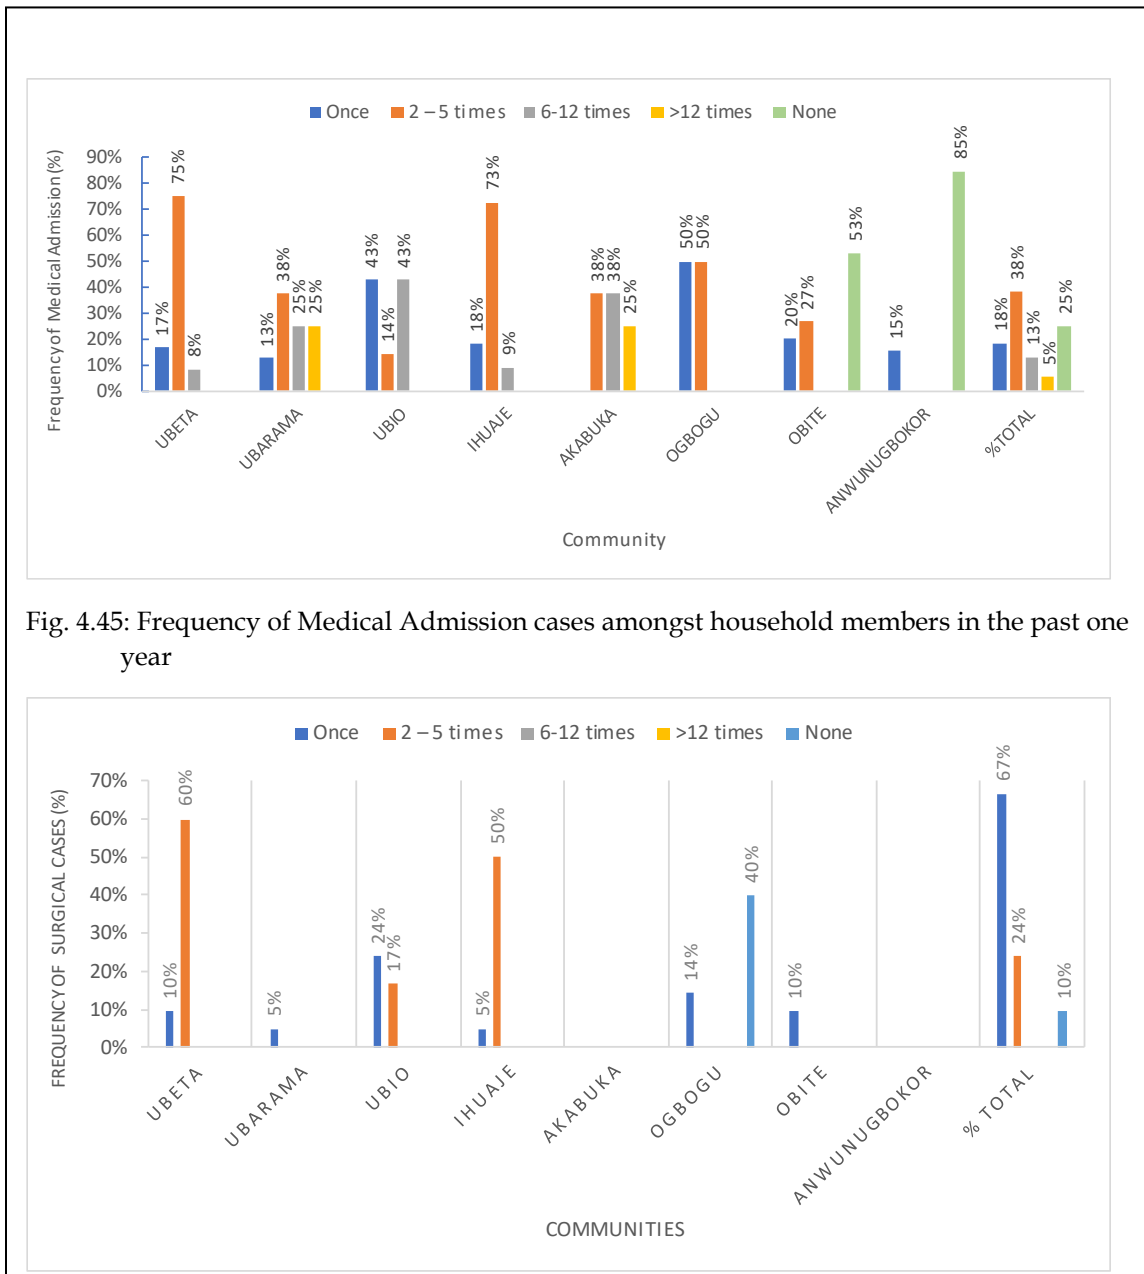 Once 2 – 5 times 6-12 times >12 times None
Frequency of Medical Admission (%)
90%
80%
70%
60%
50%
40%
30%
20%
10%
0%
17% 75% 8%
13% 38% 25% 25%
43% 14% 43%
18% 73% 9%
38% 38% 25%
50% 50%
20% 27% 53%
15% 85%
18% 38% 13% 5% 25%
UBETA UBARAMA UBIO IHUAJE AKABUKA OGBOGU OBITE ANWUNUGBOKOR %TOTAL
Community
Fig. 4.45: Frequency of Medical Admission cases amongst household members in the past one
year
Once 2 – 5 times 6-12 times >12 times None
FREQUENCY OF SURGICAL CASES (%)
70%
60%
50%
40%
30%
20%
10%
0%
10% 60%
5%
24% 17%
5% 50%
14% 40%
10%
67% 24% 10%
UBETA UBARAMA UBIO IHUAJE AKABUKA OGBOGU OBITE ANWUNUGBOKOR % TOTAL
COMMUNITIES